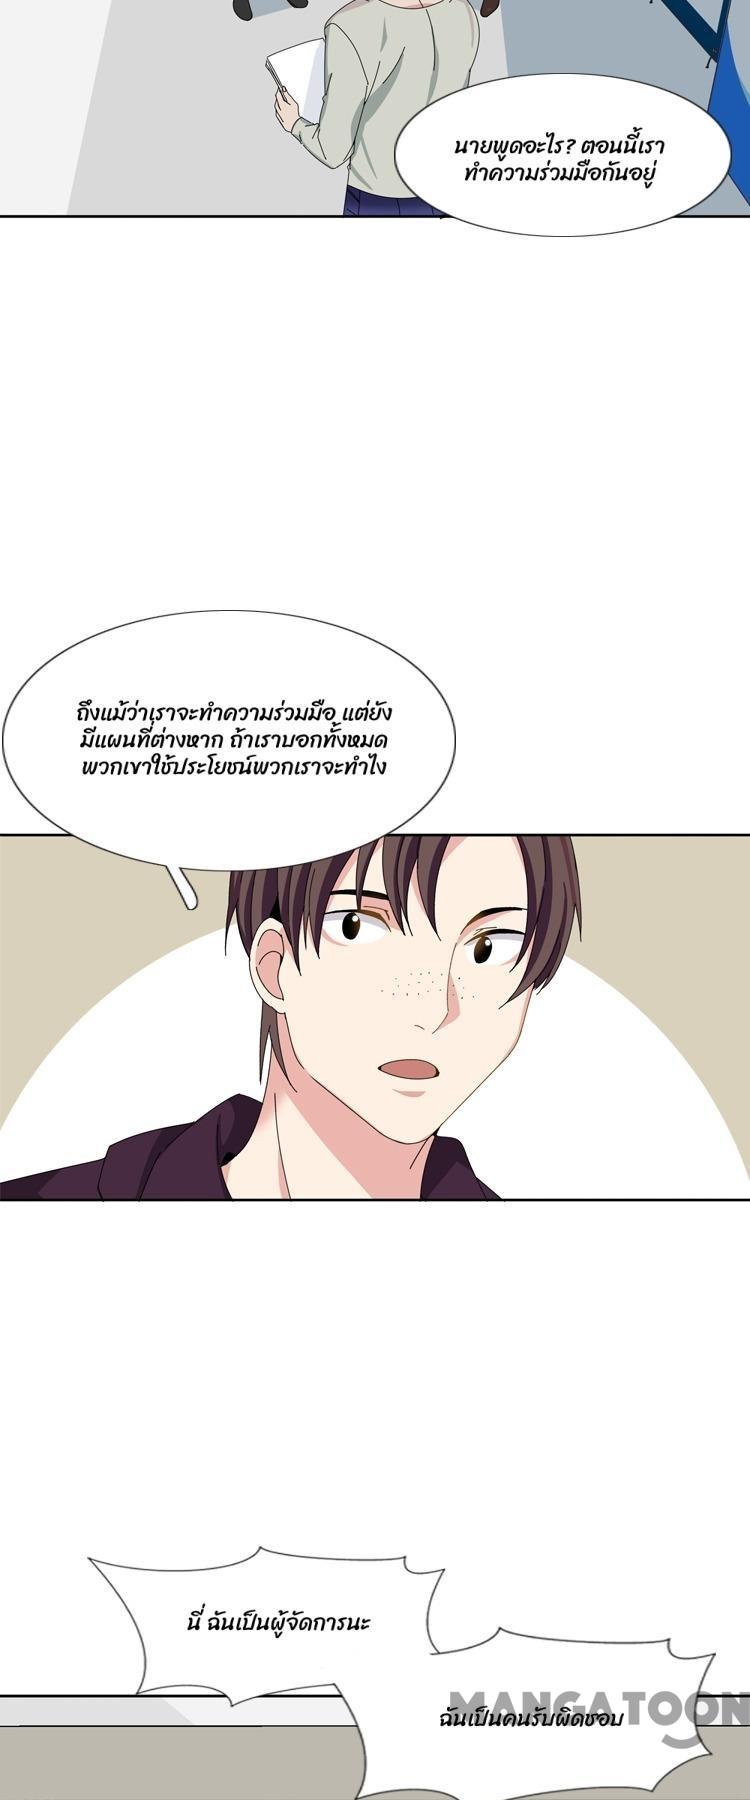 นายพูดอะไร? ตอนนี้เรา
ทำความร่วมมือกันอยู่
ถึงแม้ว่าเราจะทำความร่วมมือ แต่ยัง
มีแผนที่ต่างหาก ถ้าเราบอกทั้งหมด
พวกเขาใช้ประโยชน์พวกเราจะทำไง
นี่ ฉันเป็นผู้จัดการนะ
ฉันเป็นคนรับผิดชอบ
MANGATOON